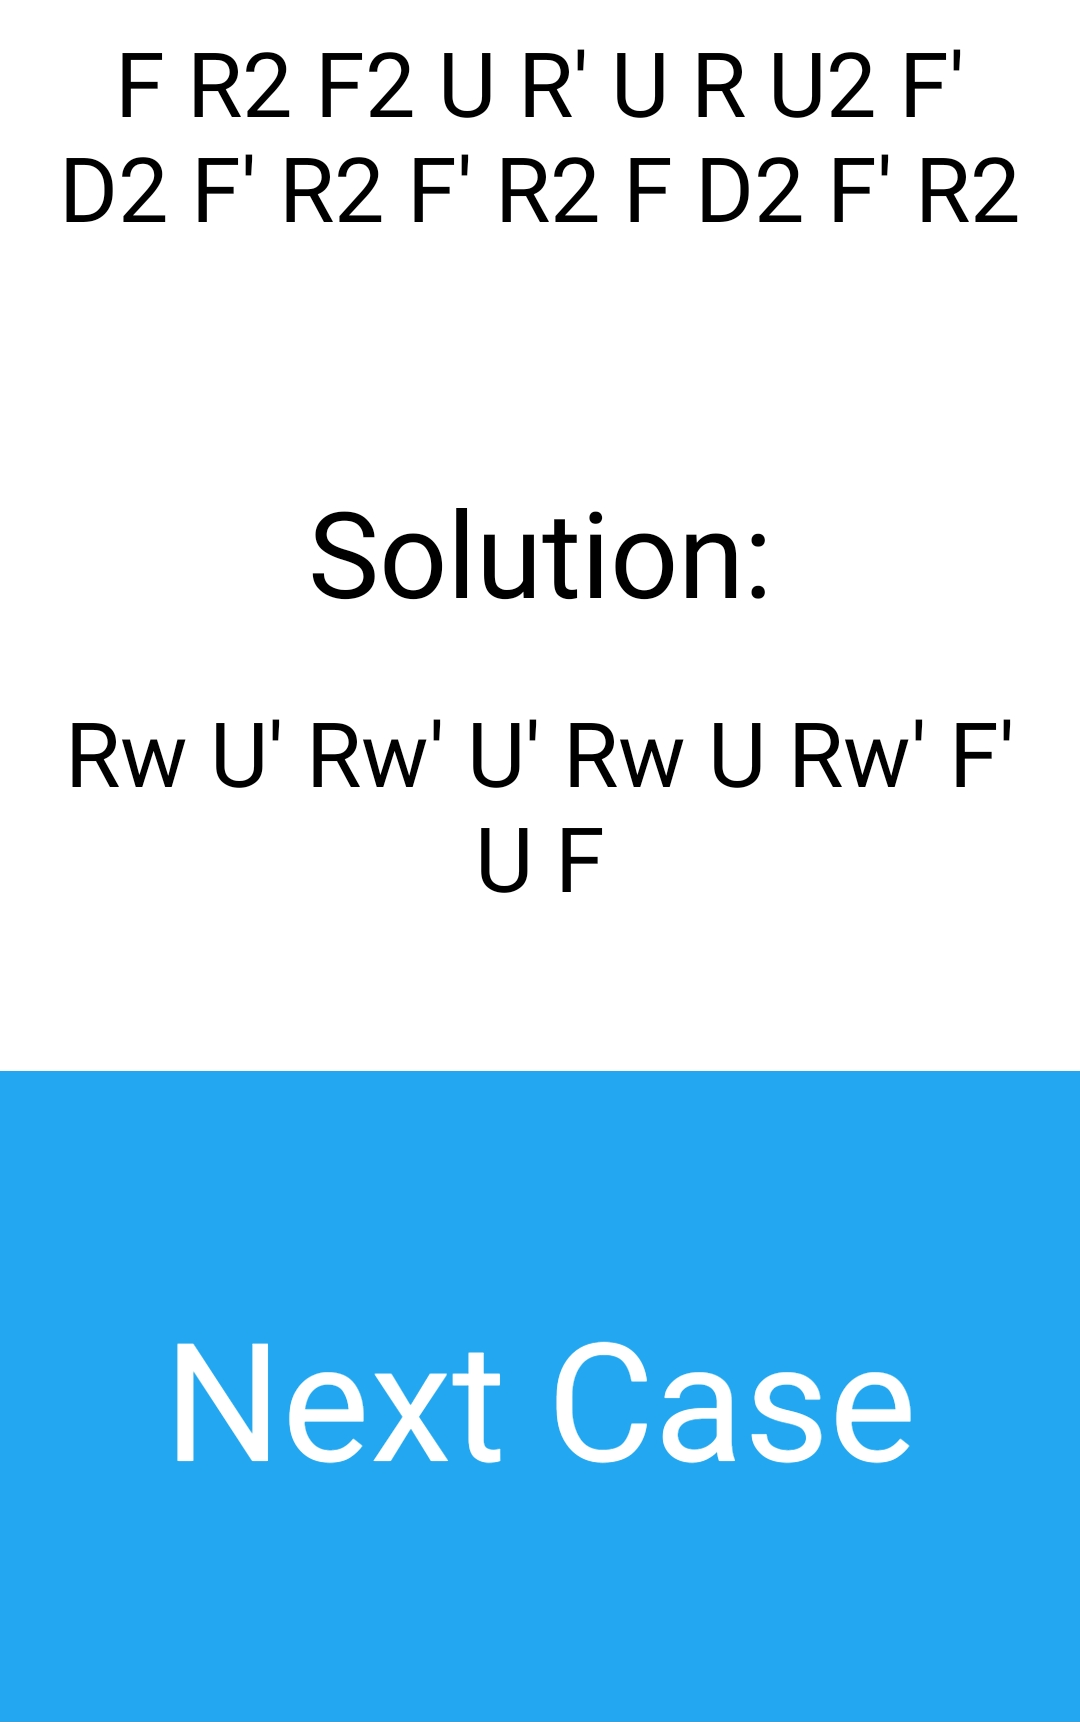 F R2 F2 U R' U R U2 F'
D2 F' R2 F' R2 F D2 F' R2
Solution:
Rw U' Rw' U' Rw U Rw' F'
U F
Next Case